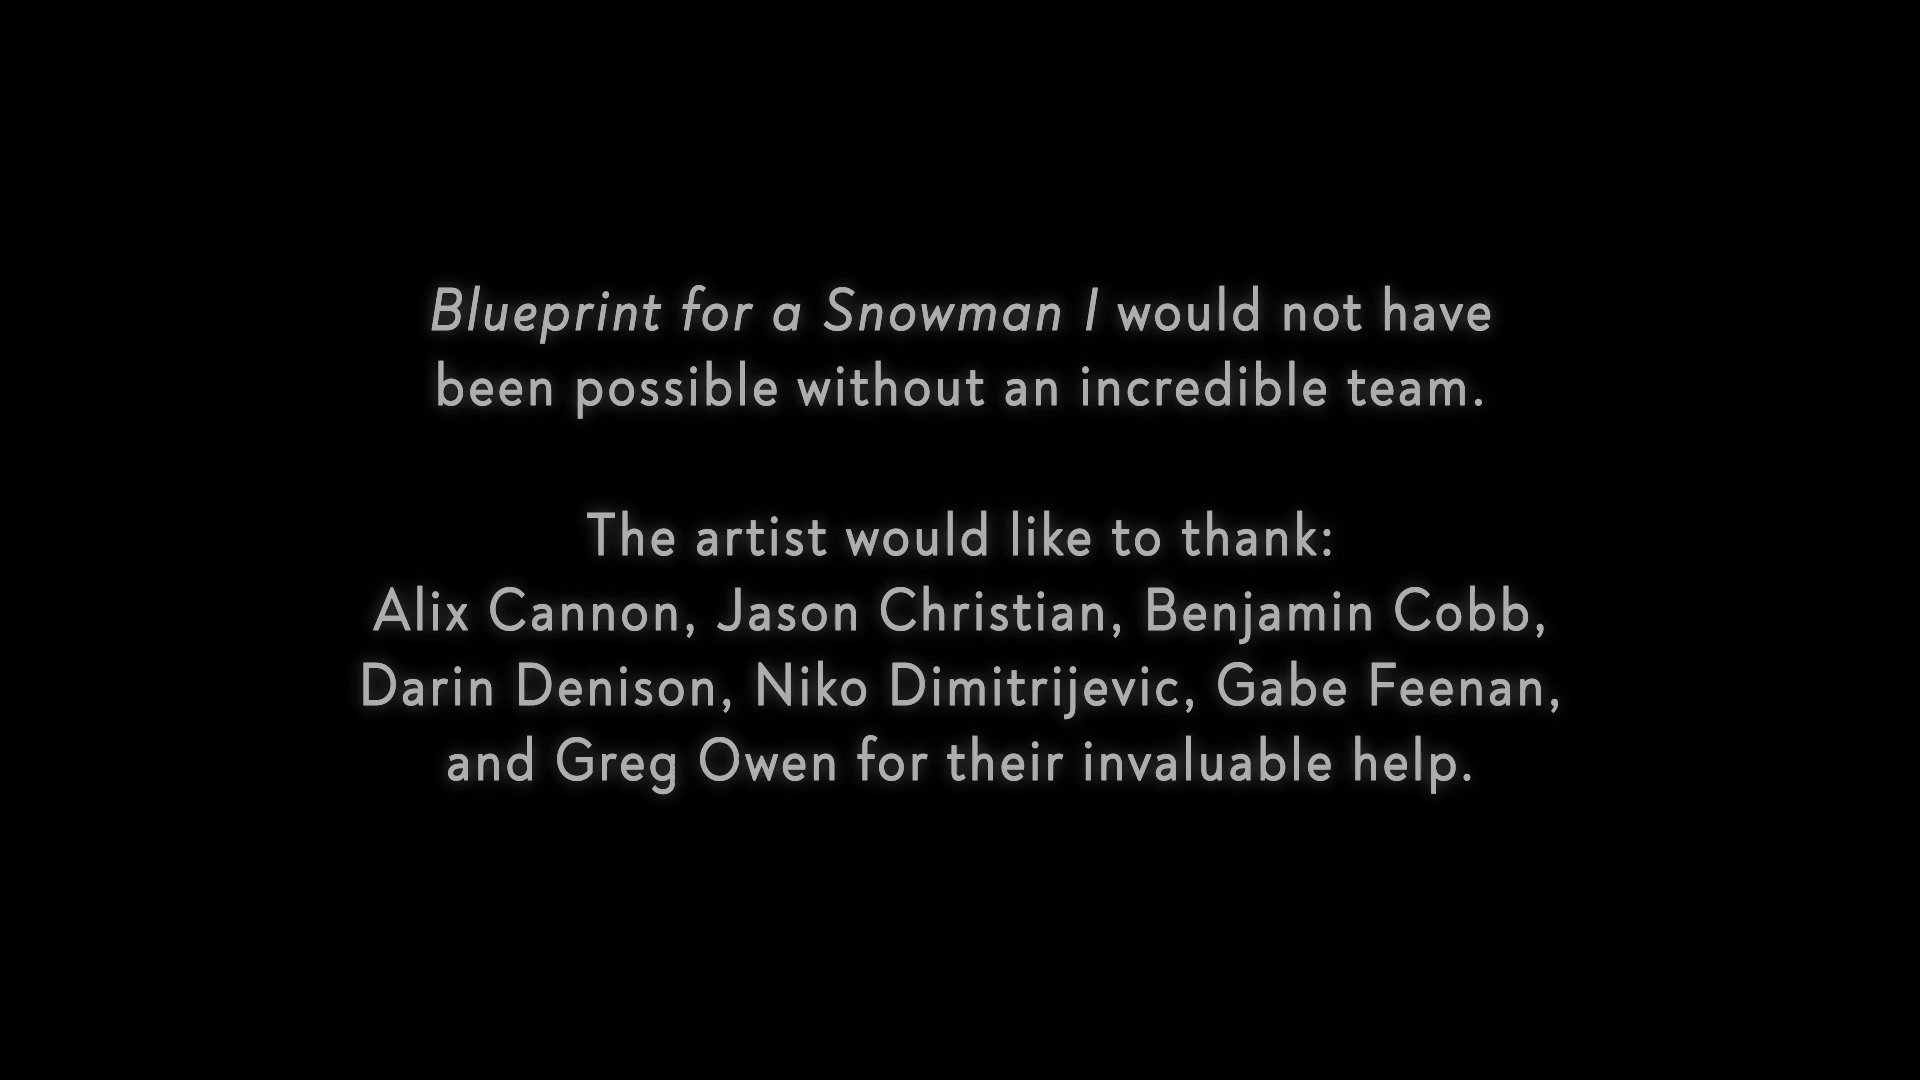 Blueprint for a Snowman I would not have
been possible without an incredible team.
The artist would like to thank:
Alix Cannon, Jason Christian, Benjamin Cobb,
Darin Denison, Niko Dimitrijevic, Gabe Feenan,
and Greg Owen for their invaluable help.